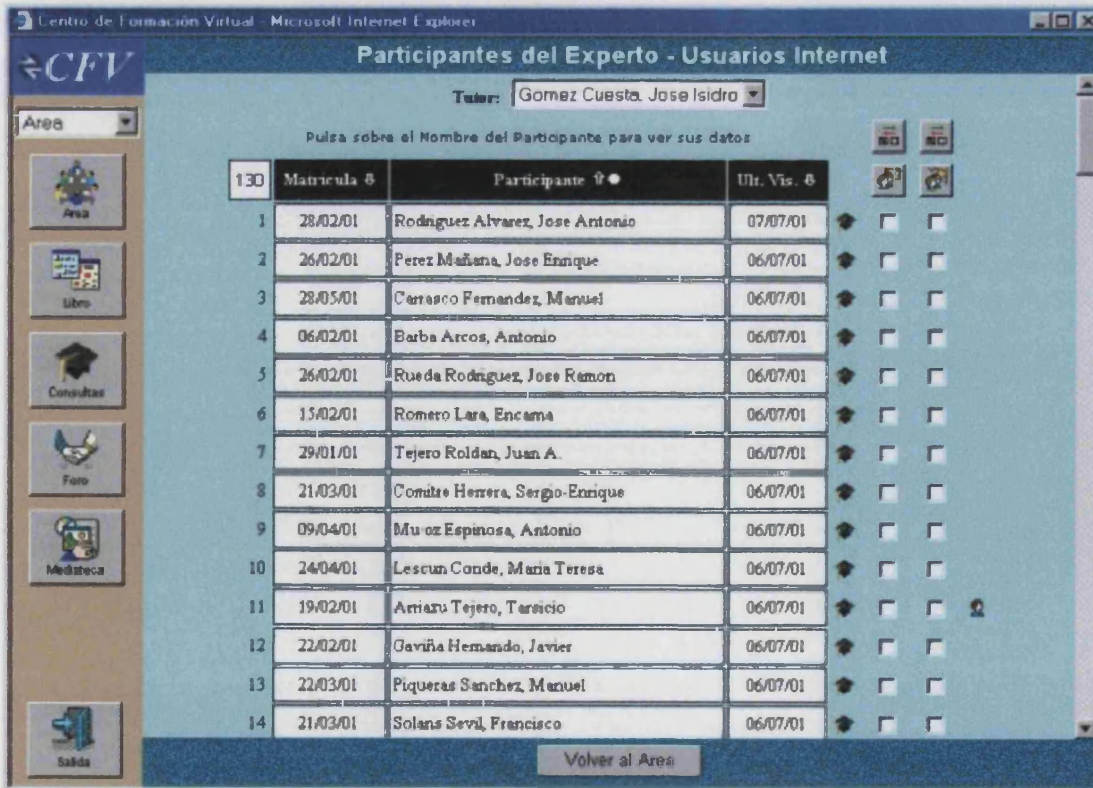 Centro de Formación Virtual - Microsoft Internet Explorer
CFV
Participantes del Experto - Usuarios Internet
Tutor: Gomez Cuesta, Jose Isidro
Area
Pulsa sobre el Nombre del Participante para ver sus datos
130 Matricula Participante Ult. Vis.
1 28/02/01 Rodriguez Alvarez, Jose Antonio 07/07/01
2 26/02/01 Perez Mañana, Jose Enrique 06/07/01
3 28/05/01 Carrasco Fernandez, Manuel 06/07/01
4 06/02/01 Barba Arcos, Antonio 06/07/01
5 26/02/01 Rueda Rodriguez, Jose Ramon 06/07/01
6 15/02/01 Romero Lara, Encarna 06/07/01
7 29/01/01 Tejero Roldan, Juan A. 06/07/01
8 21/03/01 Comitre Herrera, Sergio-Enrique 06/07/01
9 09/04/01 Mu oz Espinosa, Antonio 06/07/01
10 24/04/01 Lescun Conde, Maria Teresa 06/07/01
11 19/02/01 Arriazu Tejero, Tarsicio 06/07/01
12 22/02/01 Gaviña Hernando, Javier 06/07/01
13 22/03/01 Piqueras Sanchez, Manuel 06/07/01
14 21/03/01 Solans Sevil, Francisco 06/07/01
Area
Libro
Consultas
Foro
Mediateca
Salida
Volver al Area